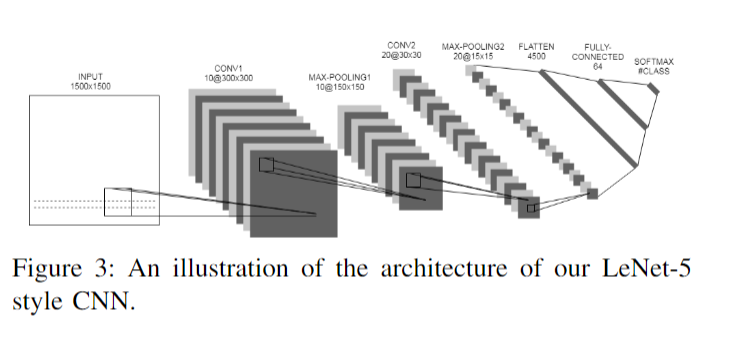 INPUT
1500x1500
CONV1
10@300x300
MAX-POOLING1
10@150x150
CONV2
20@30x30
MAX-POOLING2
20@15x15
FLATTEN
4500
FULLY-
CONNECTED
64
SOFTMAX
#CLASS
Figure 3: An illustration of the architecture of our LeNet-5
style CNN.